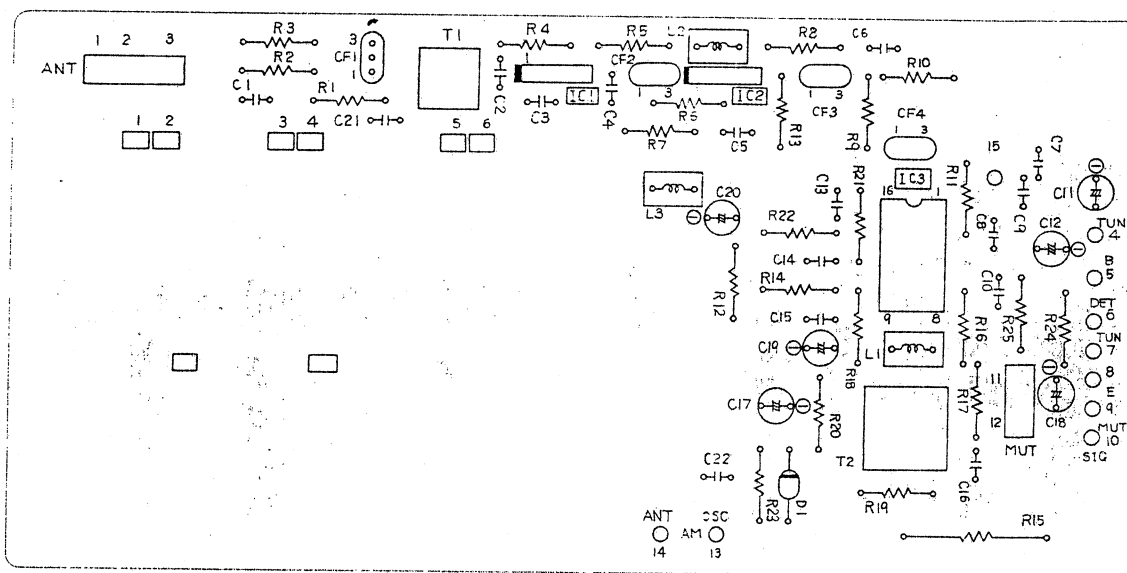 1 2 3
ANT
R3
R2
3
CF1
1
C1
R1
C21
T1
C2
R4
1
C3
IC1
R5
CF2
1 3
C4
L2
IC2
R6
R7
C5
R8
C6
CF3
1 3
R10
R13
R9
CF4
1 3
IC3
1 2
3 4
5 6
L3
C20
R12
C13
R21
R22
C14
R14
C15
C19
R18
16 1
9 8
L1
R11
15
C7
C8
C9
C11
C12
C10
R16
R25
R24
R17
11
12
MUT
C18
TUN
4
B
5
DET
6
TUN
7
8
E
9
MUT
10
SIG
C17
R20
T2
C16
C22
R23
D1
R19
R15
ANT
14
AM
OSC
13